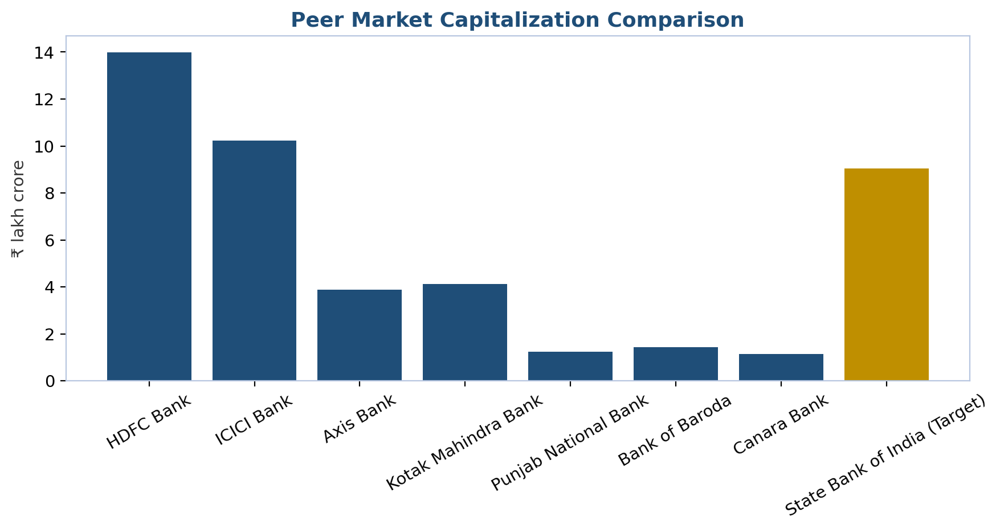 Peer Market Capitalization Comparison
₹ lakh crore
14
12
10
8
6
4
2
0
HDFC Bank
ICICI Bank
Axis Bank
Kotak Mahindra Bank
Punjab National Bank
Bank of Baroda
Canara Bank
State Bank of India (Target)